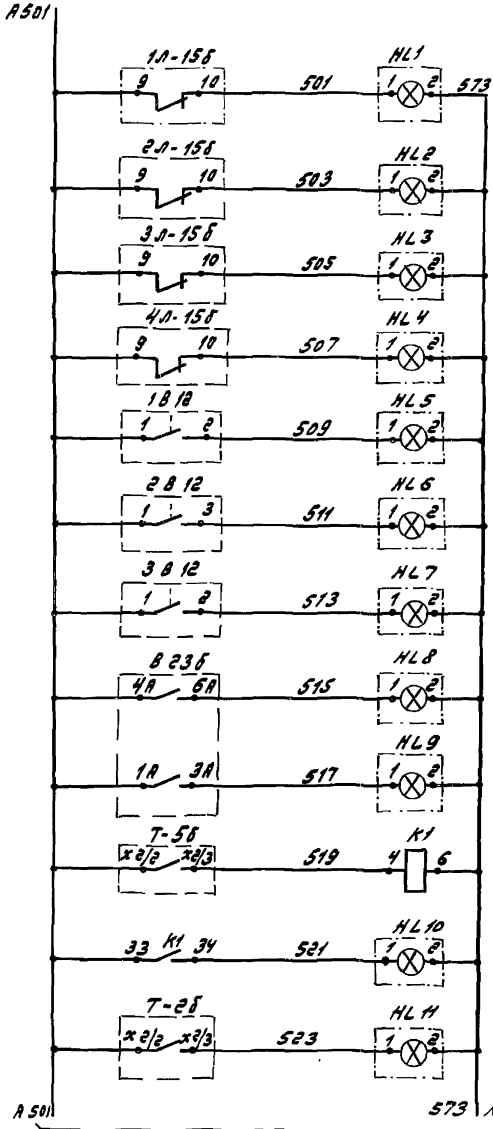 А501
1Л-15б HL1
9 10 501 1 2 573
2Л-15б HL2
9 10 503 1 2
3Л-15б HL3
9 10 505 1 2
4Л-15б HL4
9 10 507 1 2
1В12 HL5
1 2 509 1 2
2В12 HL6
1 3 511 1 2
3В12 HL7
1 2 513 1 2
В23б HL8
4А 6А 515 1 2
HL9
1А 3А 517 1 2
Т-5б К1
х2/2 х2/3 519 4 6
HL10
33 К1 34 521 1 2
Т-2б HL11
х2/2 х2/3 523 1 2
А501 573